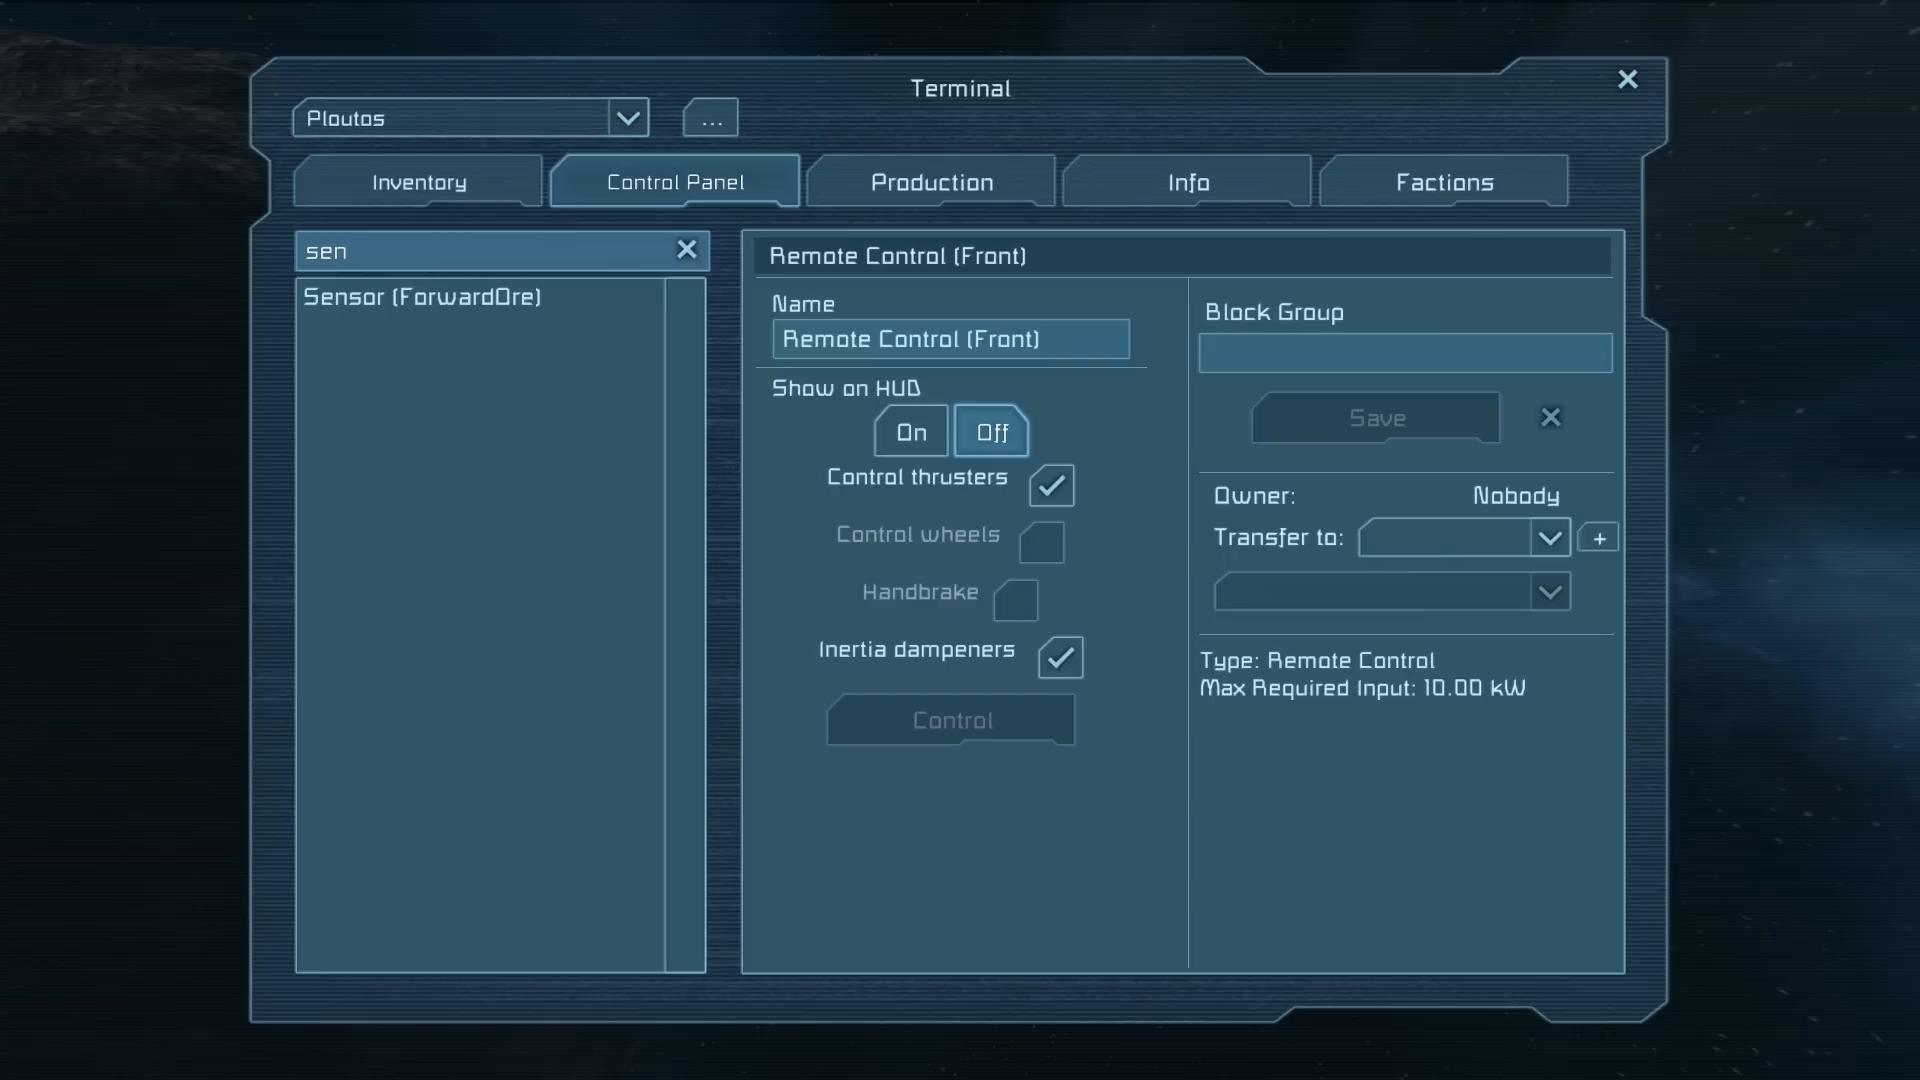 Terminal
Ploutos
...
Inventory
Control Panel
Production
Info
Factions
sen
Sensor (ForwardOre)
Remote Control (Front)
Name
Remote Control (Front)
Show on HUD
On
Off
Control thrusters
Control wheels
Handbrake
Inertia dampeners
Control
Block Group
Save
Owner: Nobody
Transfer to:
+
Type: Remote Control
Max Required Input: 10.00 kW